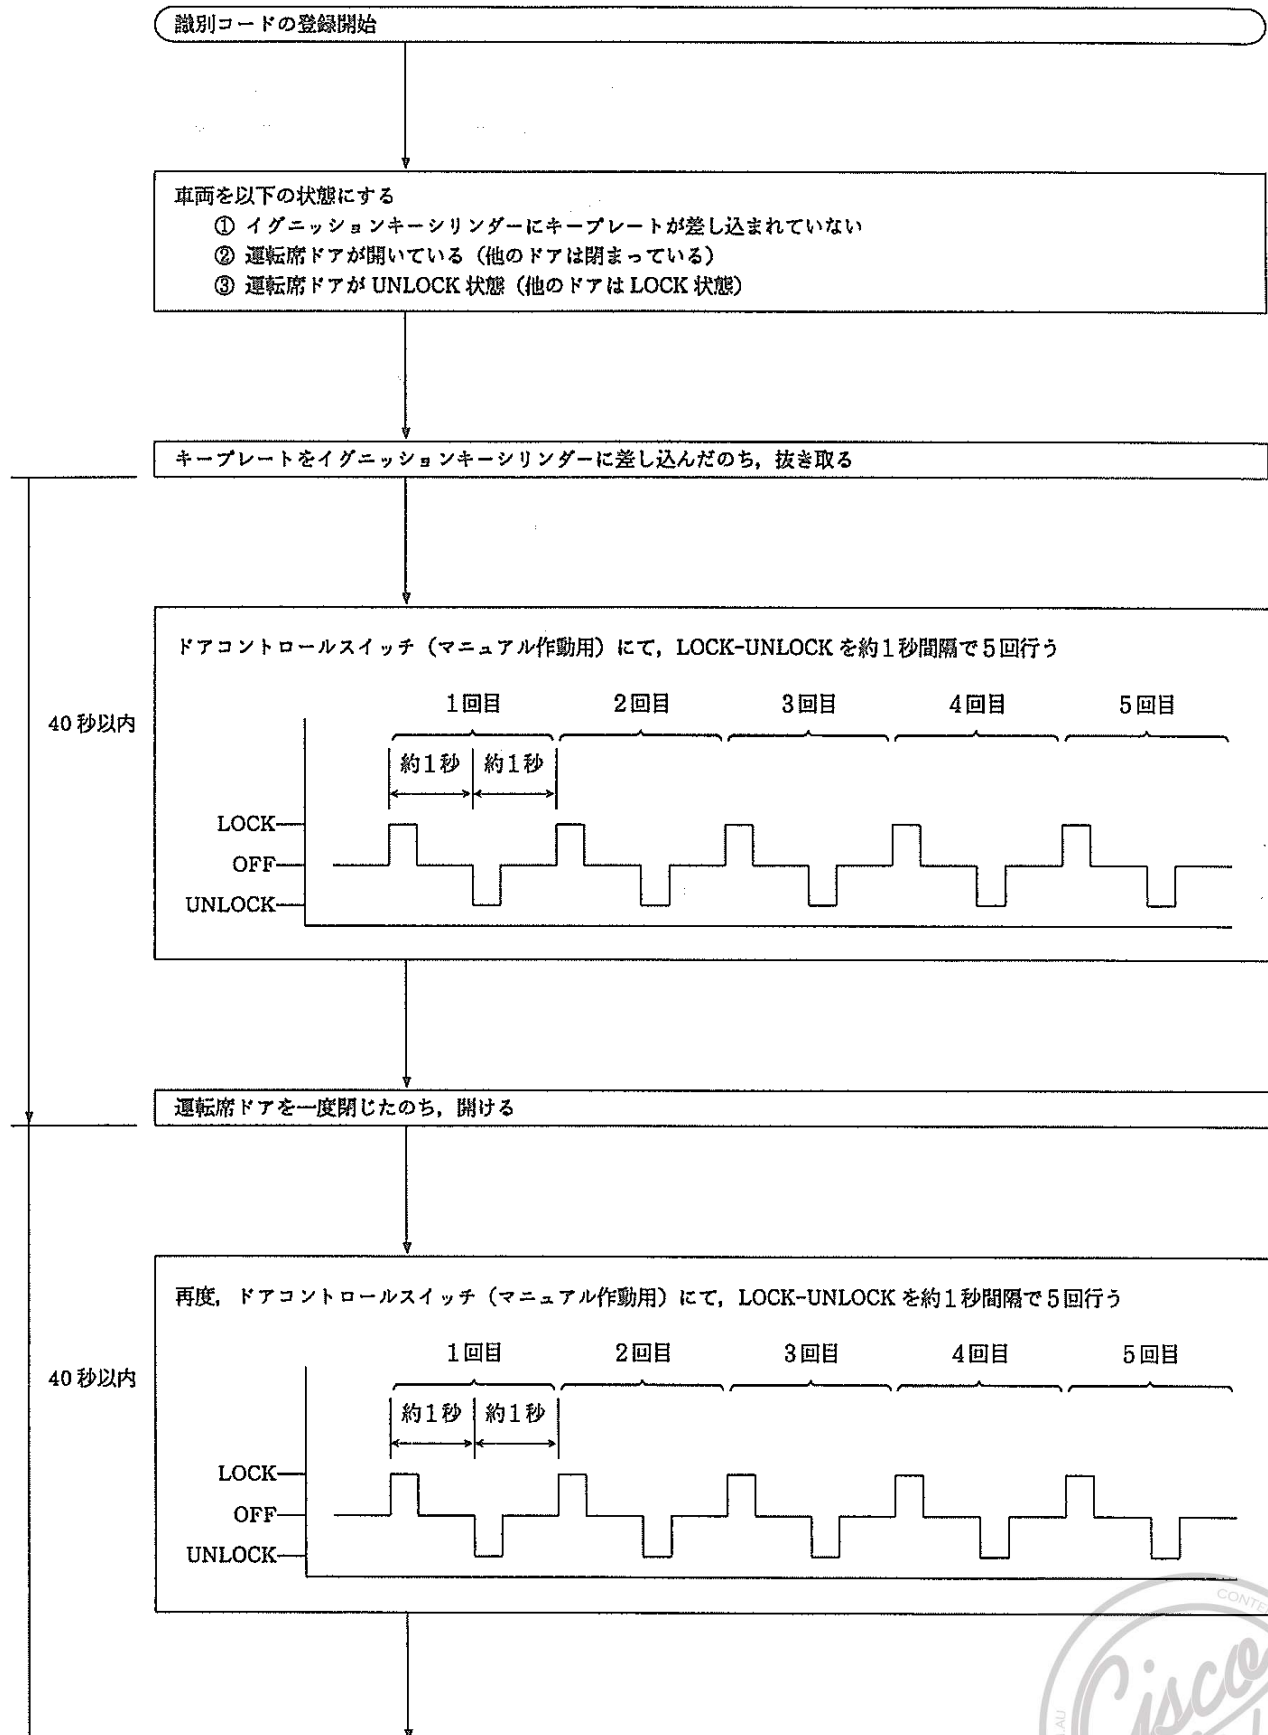 識別コードの登録開始
車両を以下の状態にする
① イグニッションキーシリンダーにキープレートが差し込まれていない
② 運転席ドアが開いている（他のドアは閉まっている）
③ 運転席ドアが UNLOCK 状態（他のドアは LOCK 状態）
キープレートをイグニッションキーシリンダーに差し込んだのち，抜き取る
ドアコントロールスイッチ（マニュアル作動用）にて，LOCK-UNLOCK を約1秒間隔で5回行う
1回目 2回目 3回目 4回目 5回目
40 秒以内
約1秒 約1秒
LOCK
OFF
UNLOCK
運転席ドアを一度閉じたのち，開ける
再度，ドアコントロールスイッチ（マニュアル作動用）にて，LOCK-UNLOCK を約1秒間隔で5回行う
1回目 2回目 3回目 4回目 5回目
40 秒以内
約1秒 約1秒
LOCK
OFF
UNLOCK
Cisco
.AU